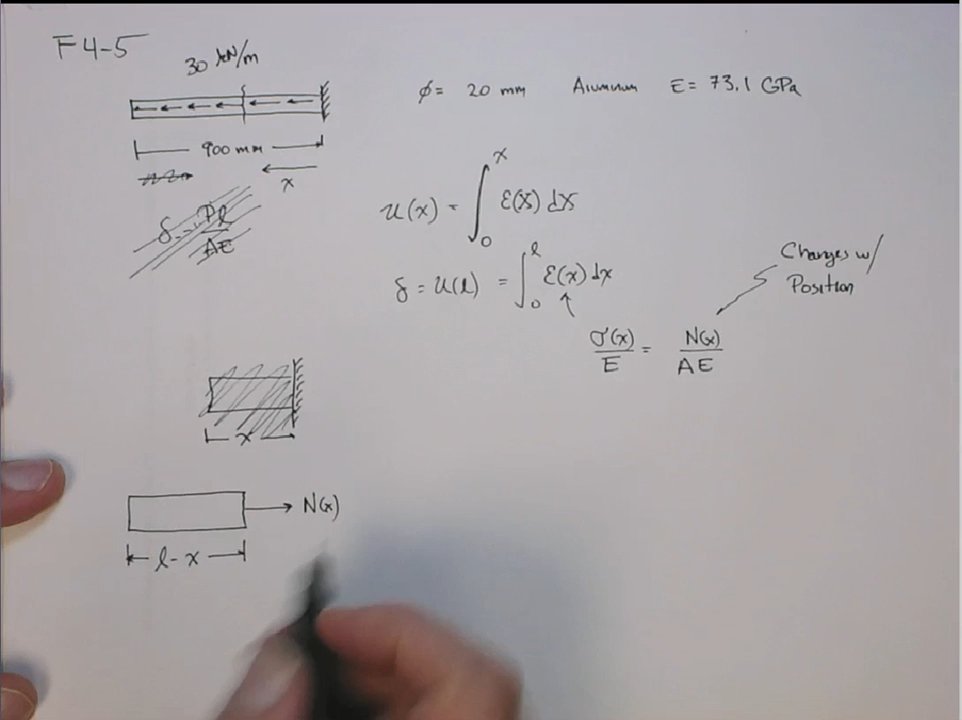 F4-5
30 kN/m
900 mm
x
δ = Pl/AE
φ = 20 mm Aluminum E = 73.1 GPa
u(x) = ∫₀ˣ ε(x) dx
δ = u(l) = ∫₀ˡ ε(x) dx
σ(x)/E = N(x)/AE
Changes w/
Position
x
N(x)
l - x